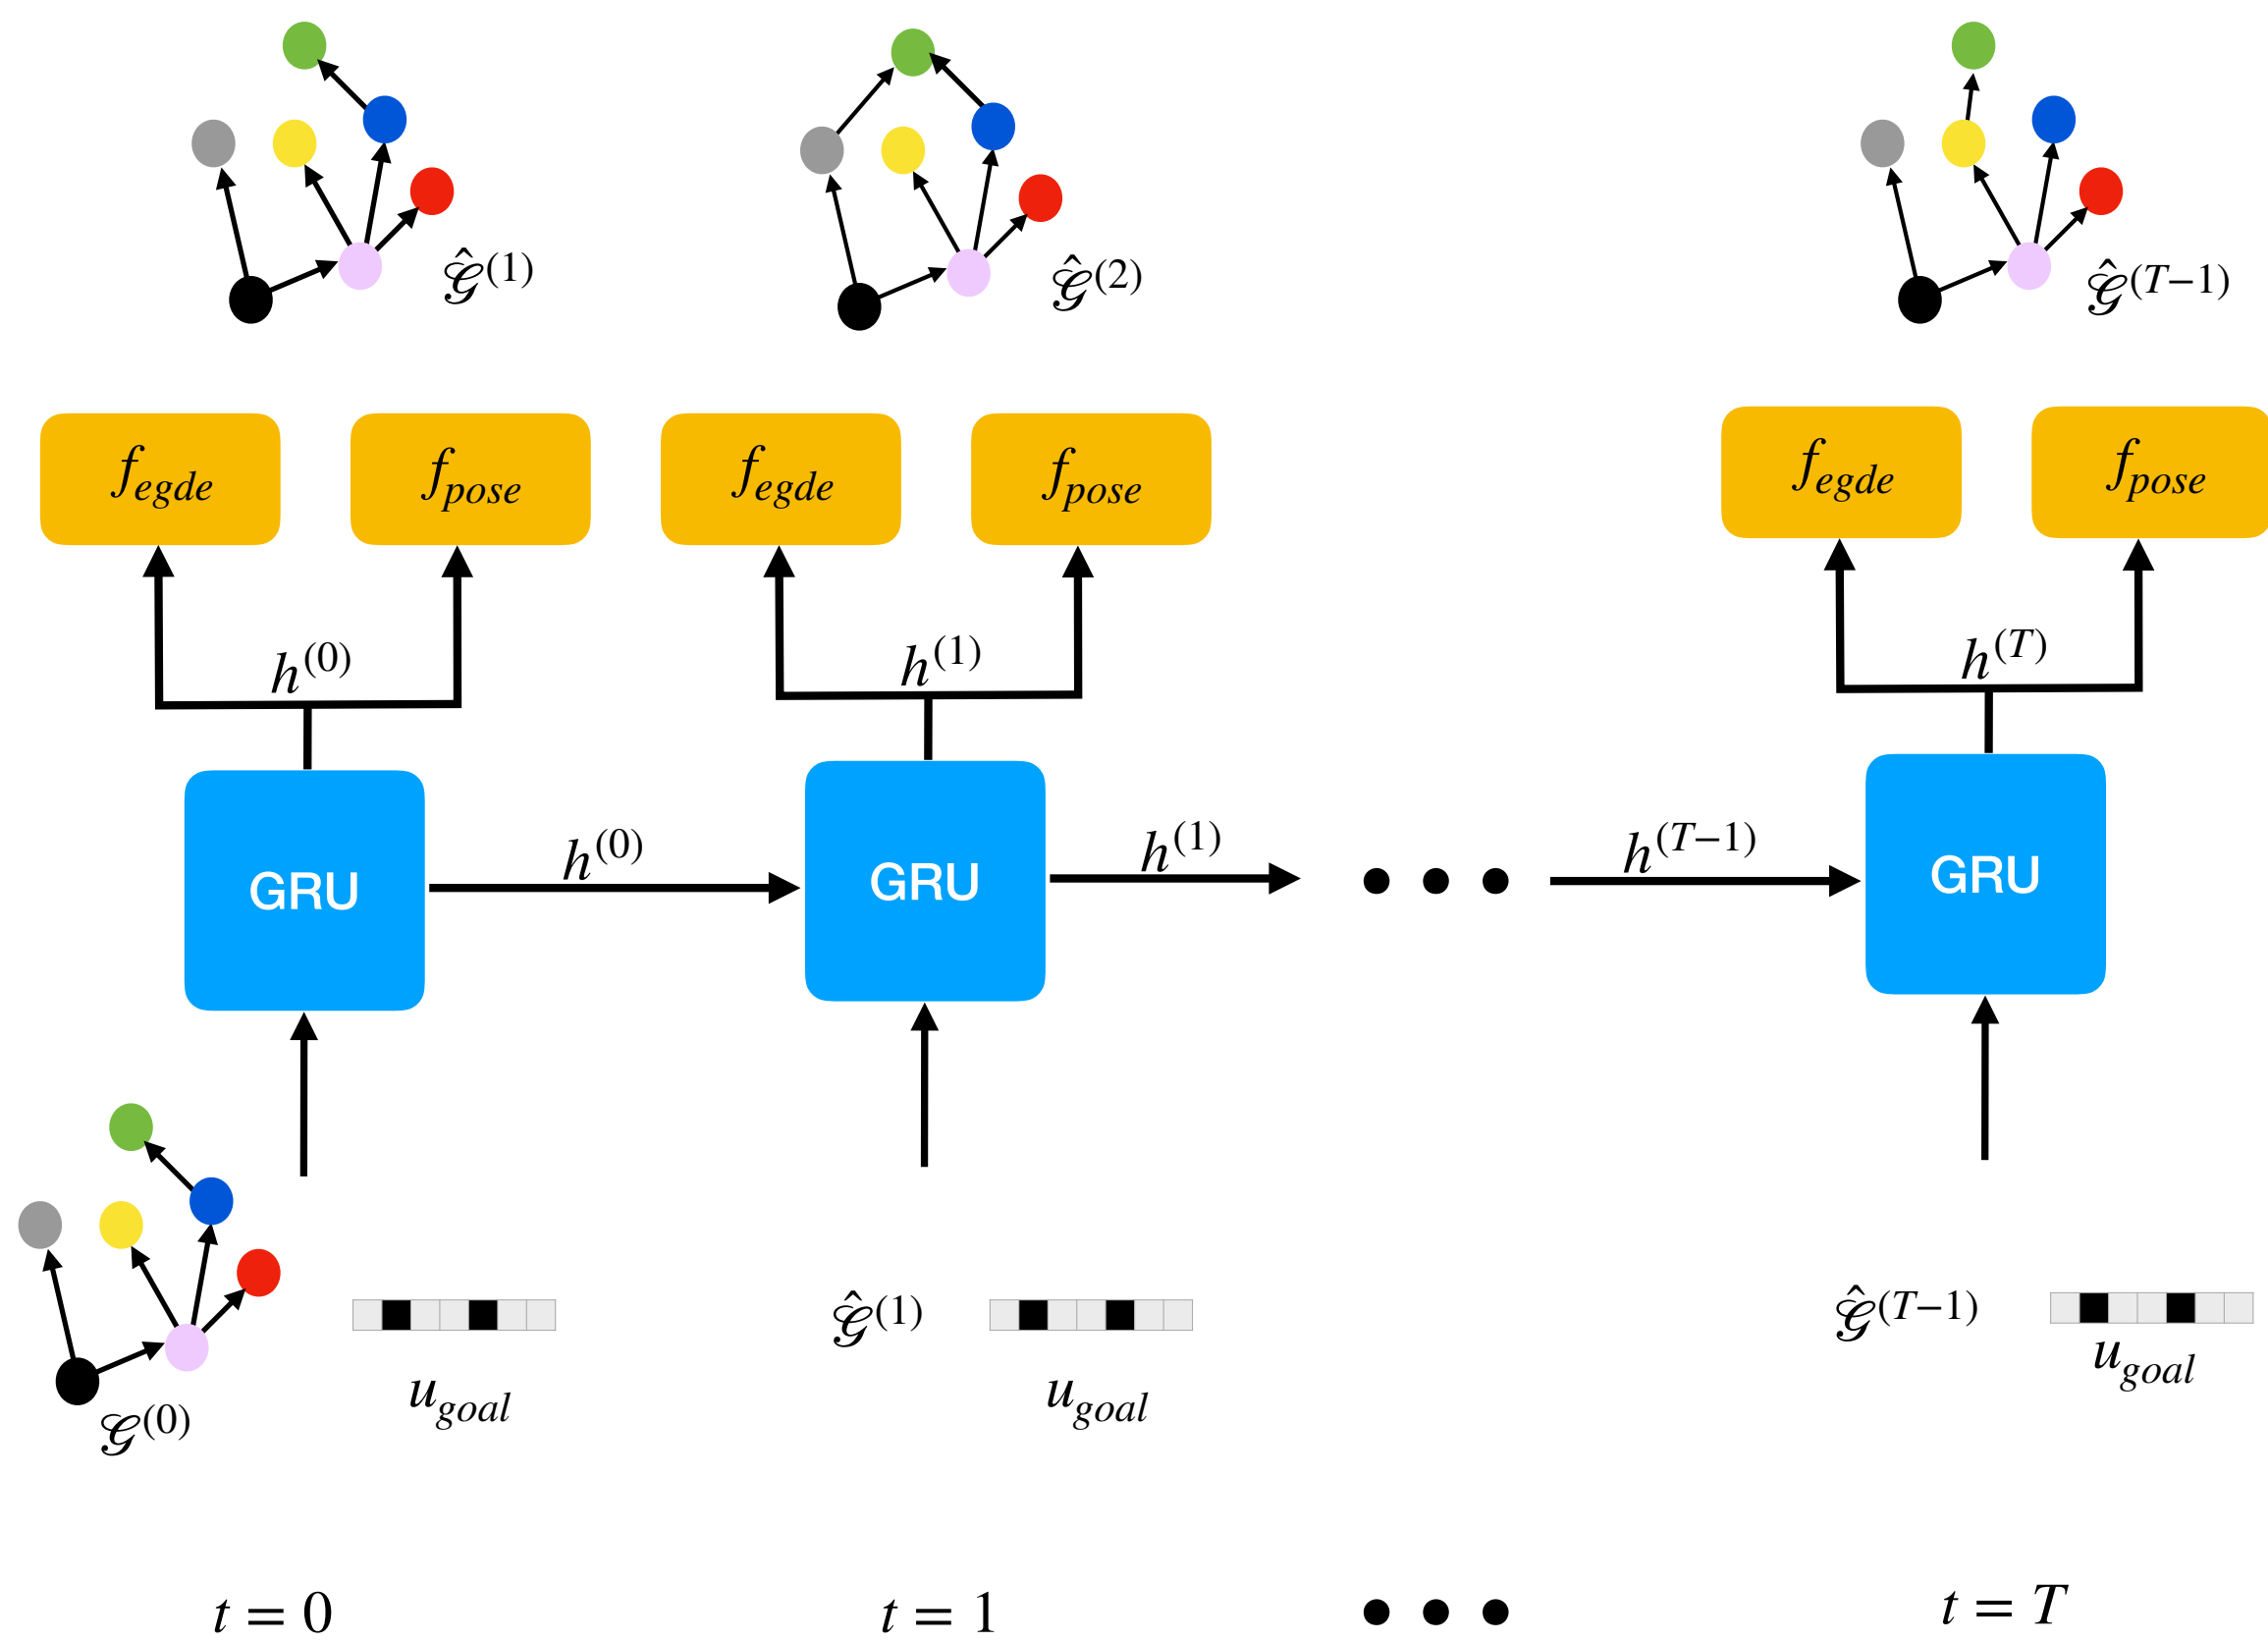 𝒢̂⁽¹⁾ 𝒢̂⁽²⁾ 𝒢̂⁽ᵀ⁻¹⁾
f_egde f_pose f_egde f_pose f_egde f_pose
h⁽⁰⁾ h⁽¹⁾ h⁽ᵀ⁾
h⁽⁰⁾ h⁽¹⁾ h⁽ᵀ⁻¹⁾
GRU GRU GRU
𝒢̂⁽¹⁾ 𝒢̂⁽ᵀ⁻¹⁾
u_goal u_goal u_goal
𝒢⁽⁰⁾
t = 0 t = 1 t = T